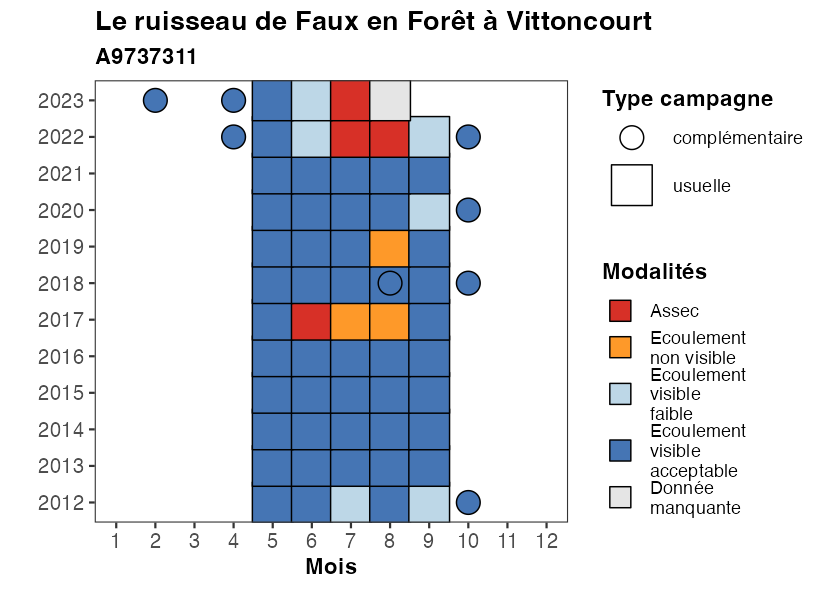 Le ruisseau de Faux en Forêt à Vittoncourt
A9737311
2023
2022
2021
2020
2019
2018
2017
2016
2015
2014
2013
2012
1 2 3 4 5 6 7 8 9 10 11 12
Mois
Type campagne
complémentaire
usuelle
Modalités
Assec
Ecoulement
non visible
Ecoulement
visible
faible
Ecoulement
visible
acceptable
Donnée
manquante